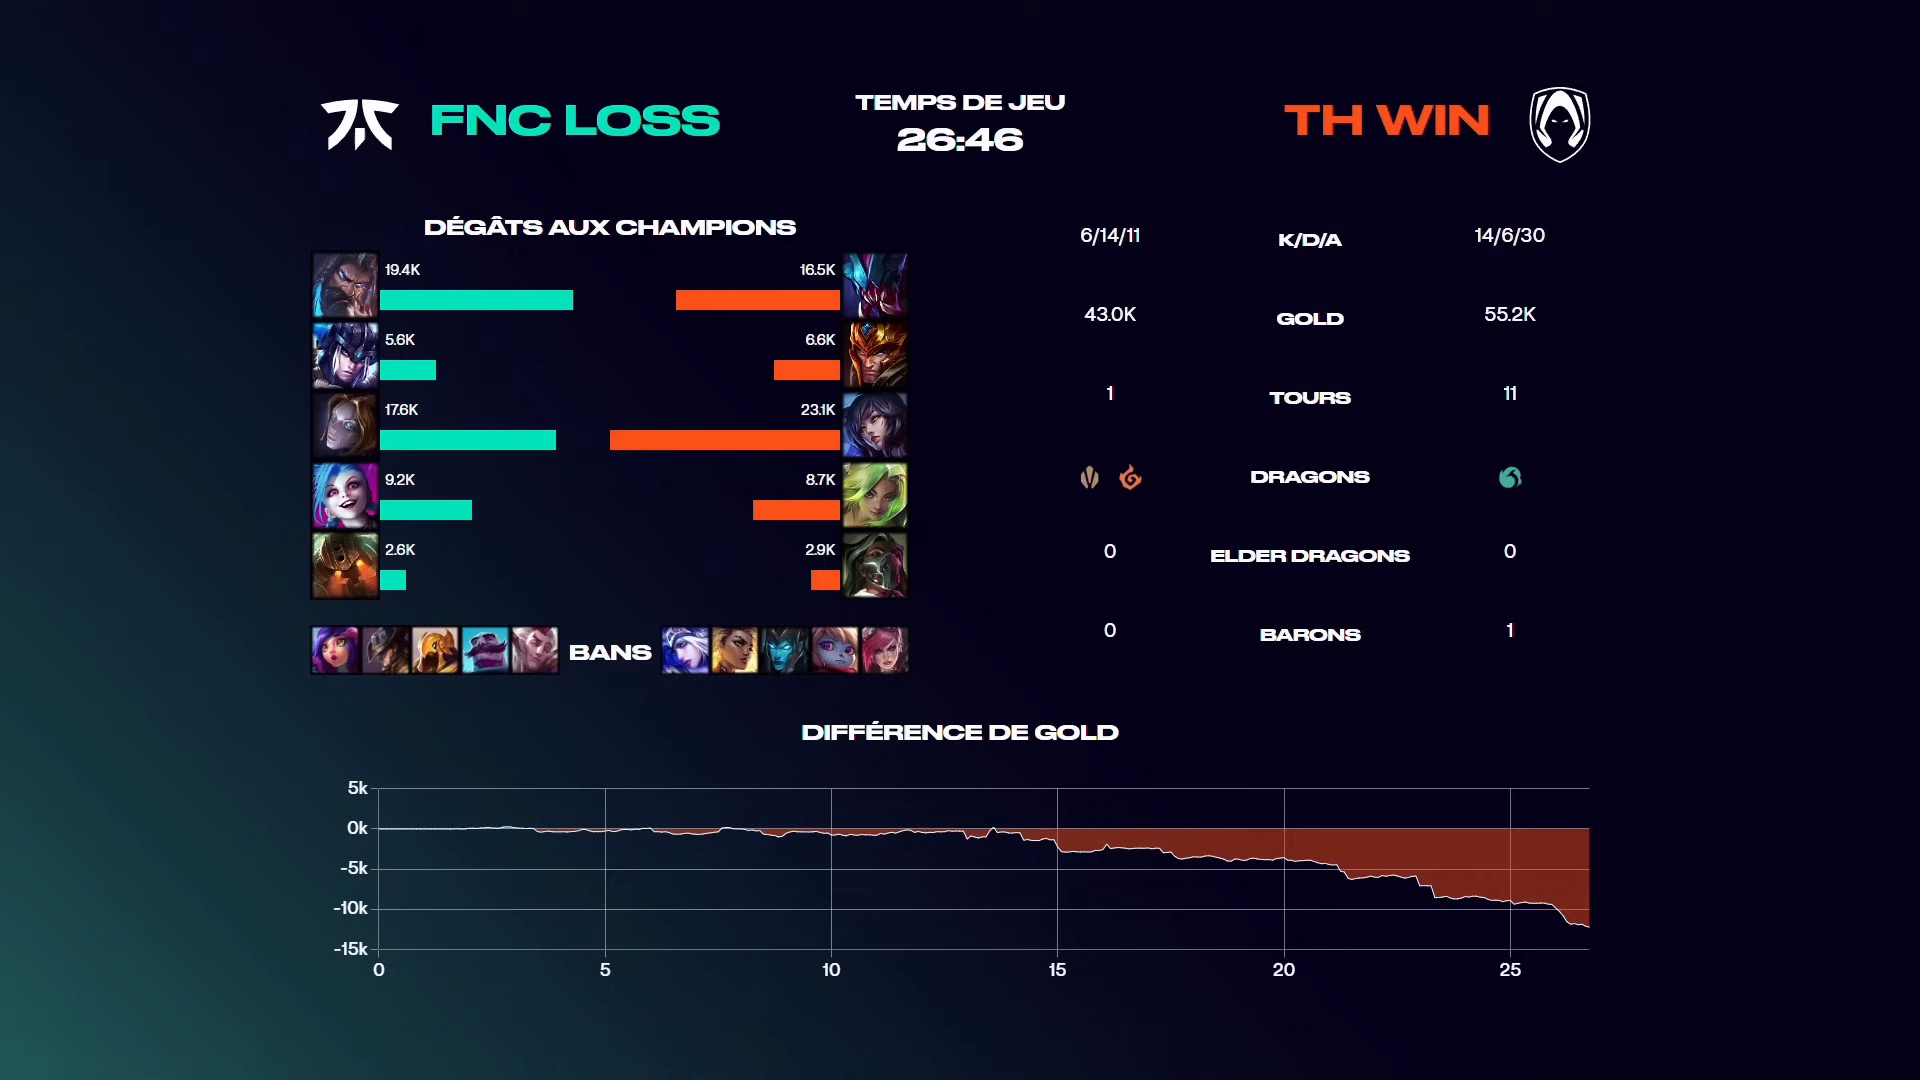 FNC LOSS
TEMPS DE JEU
26:46
TH WIN
DÉGÂTS AUX CHAMPIONS
19.4K 16.5K
5.6K 6.6K
17.6K 23.1K
9.2K 8.7K
2.6K 2.9K
BANS
6/14/11 K/D/A 14/6/30
43.0K GOLD 55.2K
1 TOURS 11
DRAGONS
0 ELDER DRAGONS 0
0 BARONS 1
DIFFÉRENCE DE GOLD
5k
0k
-5k
-10k
-15k
0 5 10 15 20 25